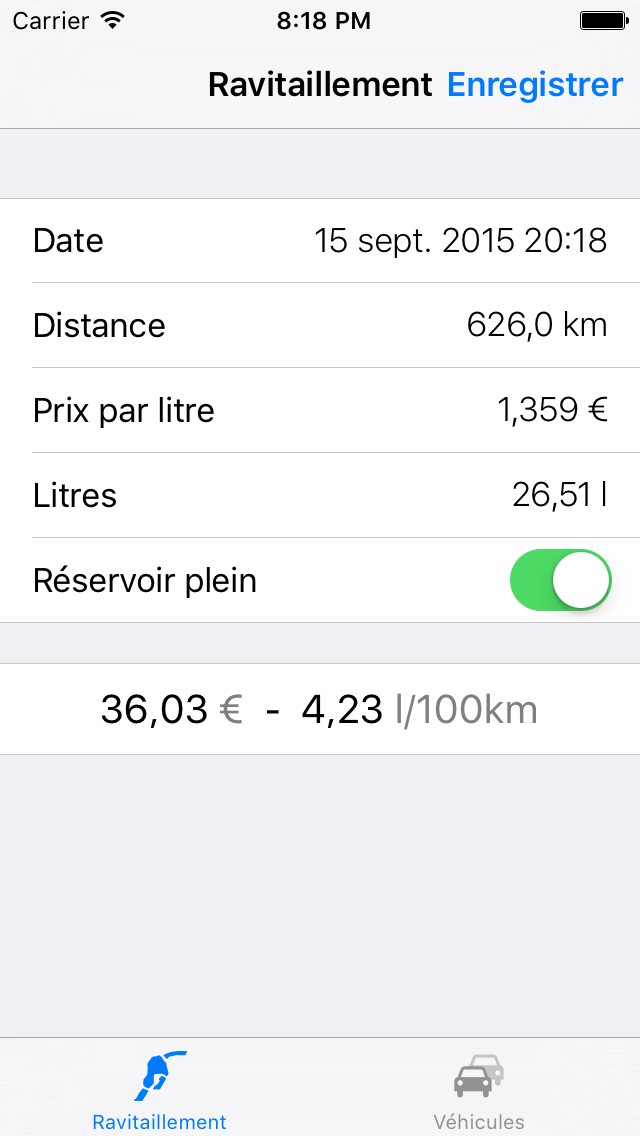 Carrier 8:18 PM
Ravitaillement Enregistrer
Date 15 sept. 2015 20:18
Distance 626,0 km
Prix par litre 1,359 €
Litres 26,51 l
Réservoir plein
36,03 € - 4,23 l/100km
Ravitaillement Véhicules